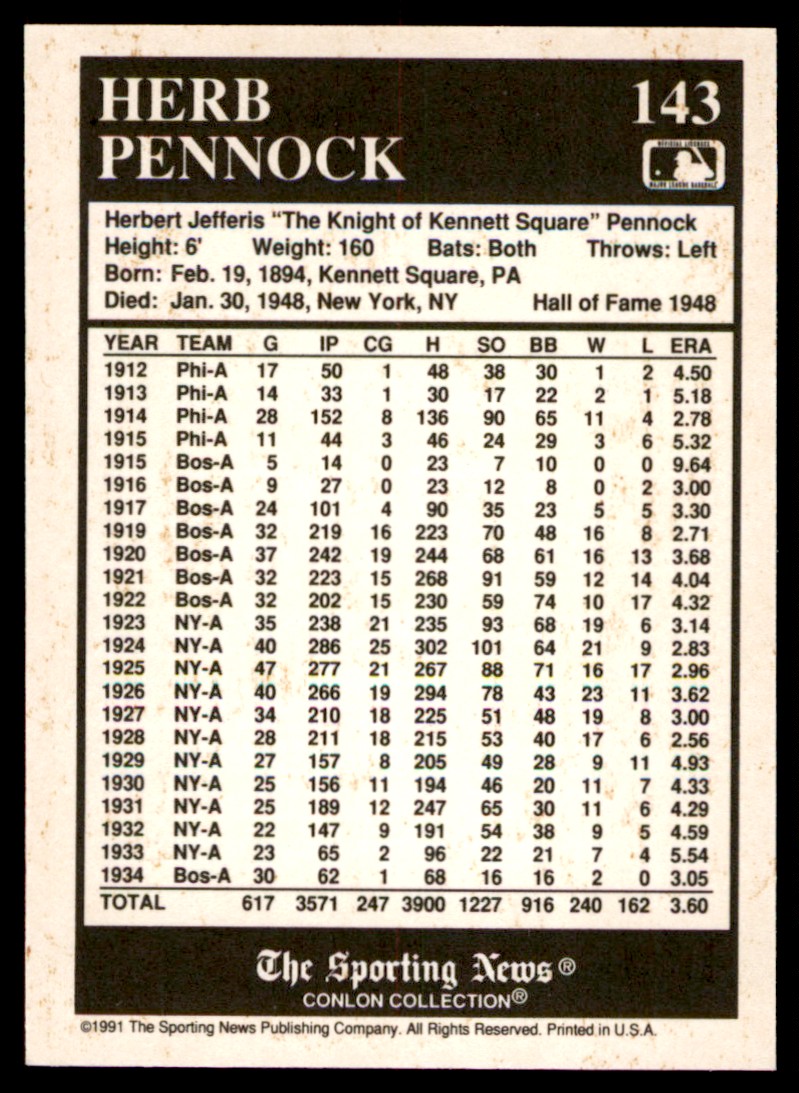 HERB 143
PENNOCK
OFFICIAL LICENSEE
MAJOR LEAGUE BASEBALL
Herbert Jefferis "The Knight of Kennett Square" Pennock
Height: 6' Weight: 160 Bats: Both Throws: Left
Born: Feb. 19, 1894, Kennett Square, PA
Died: Jan. 30, 1948, New York, NY Hall of Fame 1948
YEAR TEAM G IP CG H SO BB W L ERA
1912 Phi-A 17 50 1 48 38 30 1 2 4.50
1913 Phi-A 14 33 1 30 17 22 2 1 5.18
1914 Phi-A 28 152 8 136 90 65 11 4 2.78
1915 Phi-A 11 44 3 46 24 29 3 6 5.32
1915 Bos-A 5 14 0 23 7 10 0 0 9.64
1916 Bos-A 9 27 0 23 12 8 0 2 3.00
1917 Bos-A 24 101 4 90 35 23 5 5 3.30
1919 Bos-A 32 219 16 223 70 48 16 8 2.71
1920 Bos-A 37 242 19 244 68 61 16 13 3.68
1921 Bos-A 32 223 15 268 91 59 12 14 4.04
1922 Bos-A 32 202 15 230 59 74 10 17 4.32
1923 NY-A 35 238 21 235 93 68 19 6 3.14
1924 NY-A 40 286 25 302 101 64 21 9 2.83
1925 NY-A 47 277 21 267 88 71 16 17 2.96
1926 NY-A 40 266 19 294 78 43 23 11 3.62
1927 NY-A 34 210 18 225 51 48 19 8 3.00
1928 NY-A 28 211 18 215 53 40 17 6 2.56
1929 NY-A 27 157 8 205 49 28 9 11 4.93
1930 NY-A 25 156 11 194 46 20 11 7 4.33
1931 NY-A 25 189 12 247 65 30 11 6 4.29
1932 NY-A 22 147 9 191 54 38 9 5 4.59
1933 NY-A 23 65 2 96 22 21 7 4 5.54
1934 Bos-A 30 62 1 68 16 16 2 0 3.05
TOTAL 617 3571 247 3900 1227 916 240 162 3.60
The Sporting News®
CONLON COLLECTION®
©1991 The Sporting News Publishing Company. All Rights Reserved. Printed in U.S.A.